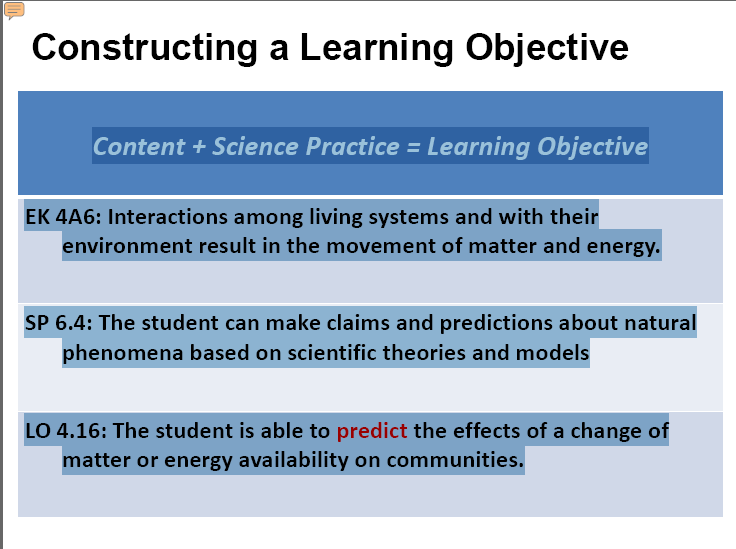 Constructing a Learning Objective
Content + Science Practice = Learning Objective
EK 4A6: Interactions among living systems and with their
environment result in the movement of matter and energy.
SP 6.4: The student can make claims and predictions about natural
phenomena based on scientific theories and models
LO 4.16: The student is able to predict the effects of a change of
matter or energy availability on communities.